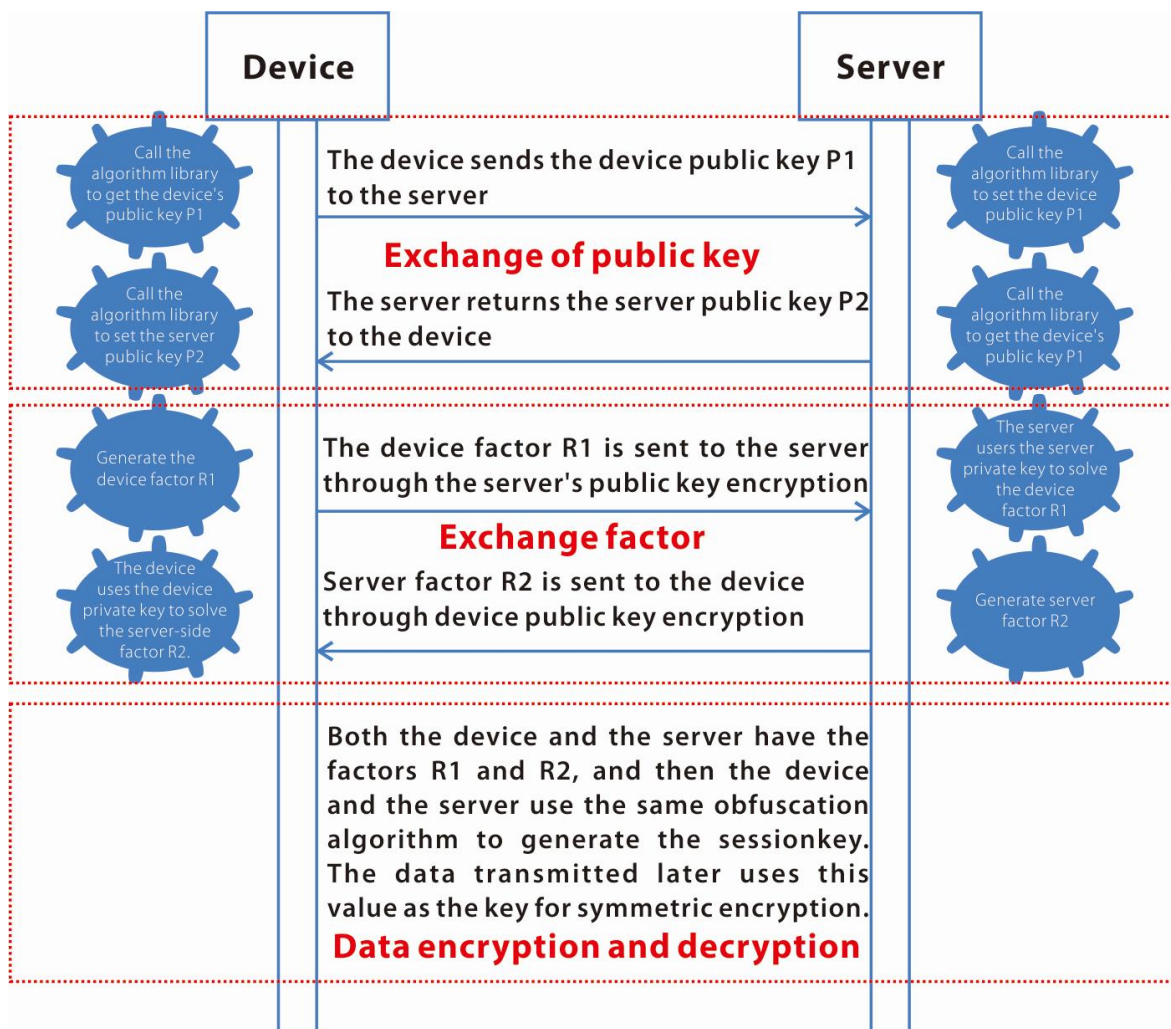 Device
Server
Call the
algorithm library
to get the device's
public key P1
The device sends the device public key P1
to the server
Call the
algorithm library
to set the device
public key P1
Exchange of public key
Call the
algorithm library
to set the server
public key P2
The server returns the server public key P2
to the device
Call the
algorithm library
to get the device's
public key P1
Generate the
device factor R1
The device factor R1 is sent to the server
through the server's public key encryption
The server
users the server
private key to solve
the device
factor R1
Exchange factor
The device
uses the device
private key to solve
the server-side
factor R2.
Server factor R2 is sent to the device
through device public key encryption
Generate server
factor R2
Both the device and the server have the
factors R1 and R2, and then the device
and the server use the same obfuscation
algorithm to generate the sessionkey.
The data transmitted later uses this
value as the key for symmetric encryption.
Data encryption and decryption